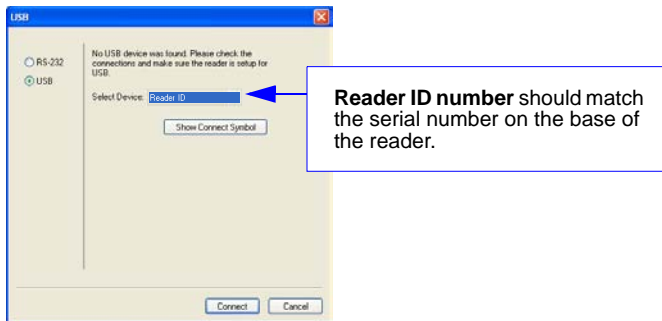 USB
RS-232
USB
No USB device was found. Please check the
connections and make sure the reader is setup for
USB.
Select Device: Reader ID
Show Connect Symbol
Connect Cancel
Reader ID number should match
the serial number on the base of
the reader.